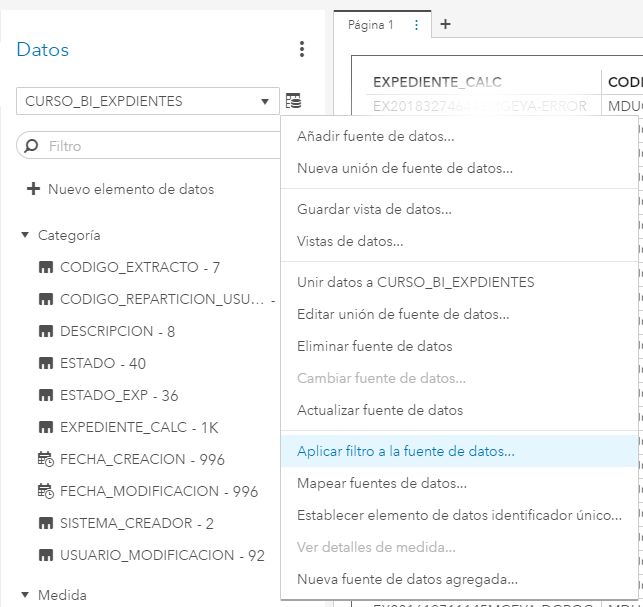 Datos
CURSO_BI_EXPDIENTES
Filtro
Nuevo elemento de datos
Categoría
CODIGO_EXTRACTO - 7
CODIGO_REPARTICION_USU... -
DESCRIPCION - 8
ESTADO - 40
ESTADO_EXP - 36
EXPEDIENTE_CALC - 1K
FECHA_CREACION - 996
FECHA_MODIFICACION - 996
SISTEMA_CREADOR - 2
USUARIO_MODIFICACION - 92
Medida
Página 1
EXPEDIENTE_CALC CODI
MDU
Añadir fuente de datos...
Nueva unión de fuente de datos...
Guardar vista de datos...
Vistas de datos...
Unir datos a CURSO_BI_EXPDIENTES
Editar unión de fuente de datos...
Eliminar fuente de datos
Cambiar fuente de datos...
Actualizar fuente de datos
Aplicar filtro a la fuente de datos...
Mapear fuentes de datos...
Establecer elemento de datos identificador único...
Ver detalles de medida...
Nueva fuente de datos agregada...